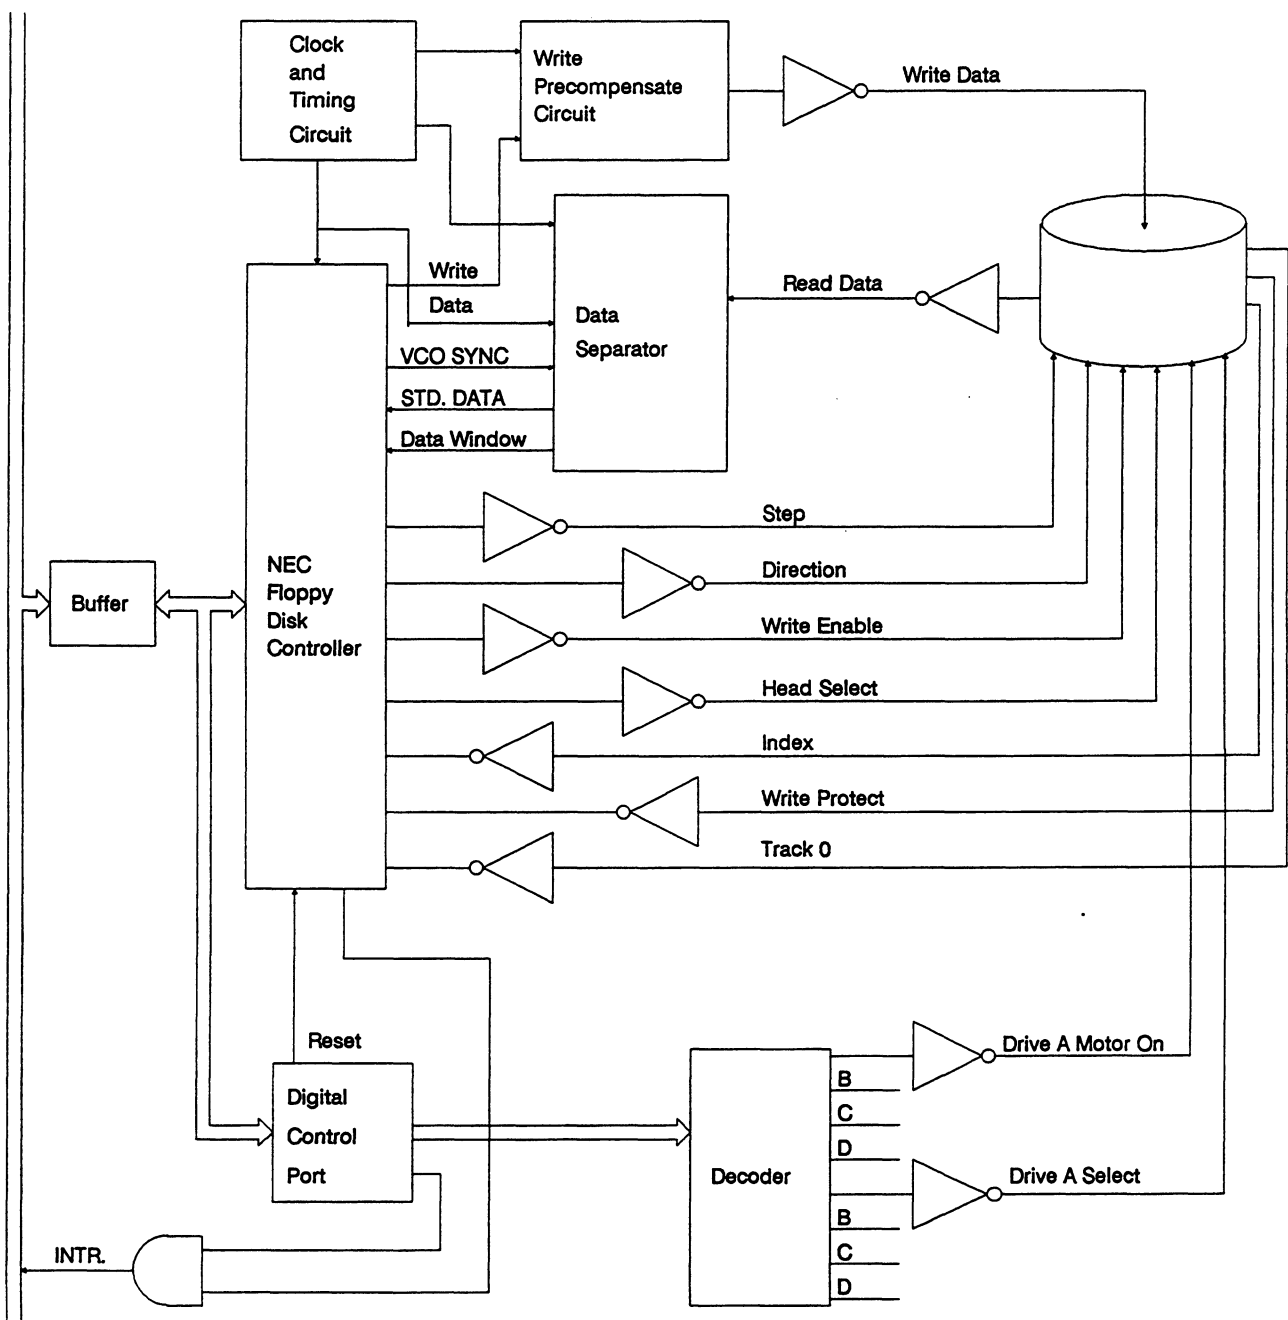 Clock
and
Timing
Circuit
Write
Precompensate
Circuit
Write Data
Write
Data
Read Data
Data
Separator
VCO SYNC
STD. DATA
Data Window
NEC
Floppy
Disk
Controller
Buffer
Step
Direction
Write Enable
Head Select
Index
Write Protect
Track 0
Reset
Digital
Control
Port
Decoder
B
C
D
B
C
D
Drive A Motor On
Drive A Select
INTR.